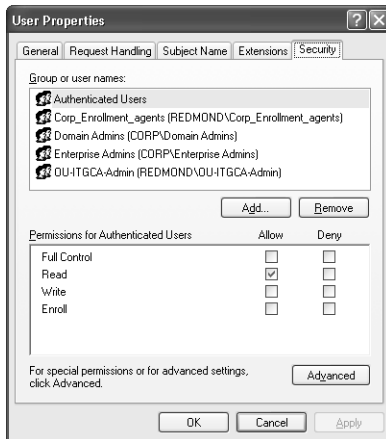 User Properties
General Request Handling Subject Name Extensions Security
Group or user names:
Authenticated Users
Corp_Enrollment_agents (REDMOND\Corp_Enrollment_agents)
Domain Admins (CORP\Domain Admins)
Enterprise Admins (CORP\Enterprise Admins)
OU-ITGCA-Admin (REDMOND\OU-ITGCA-Admin)
Add... Remove
Permissions for Authenticated Users Allow Deny
Full Control
Read
Write
Enroll
For special permissions or for advanced settings,
click Advanced.
Advanced
OK Cancel Apply